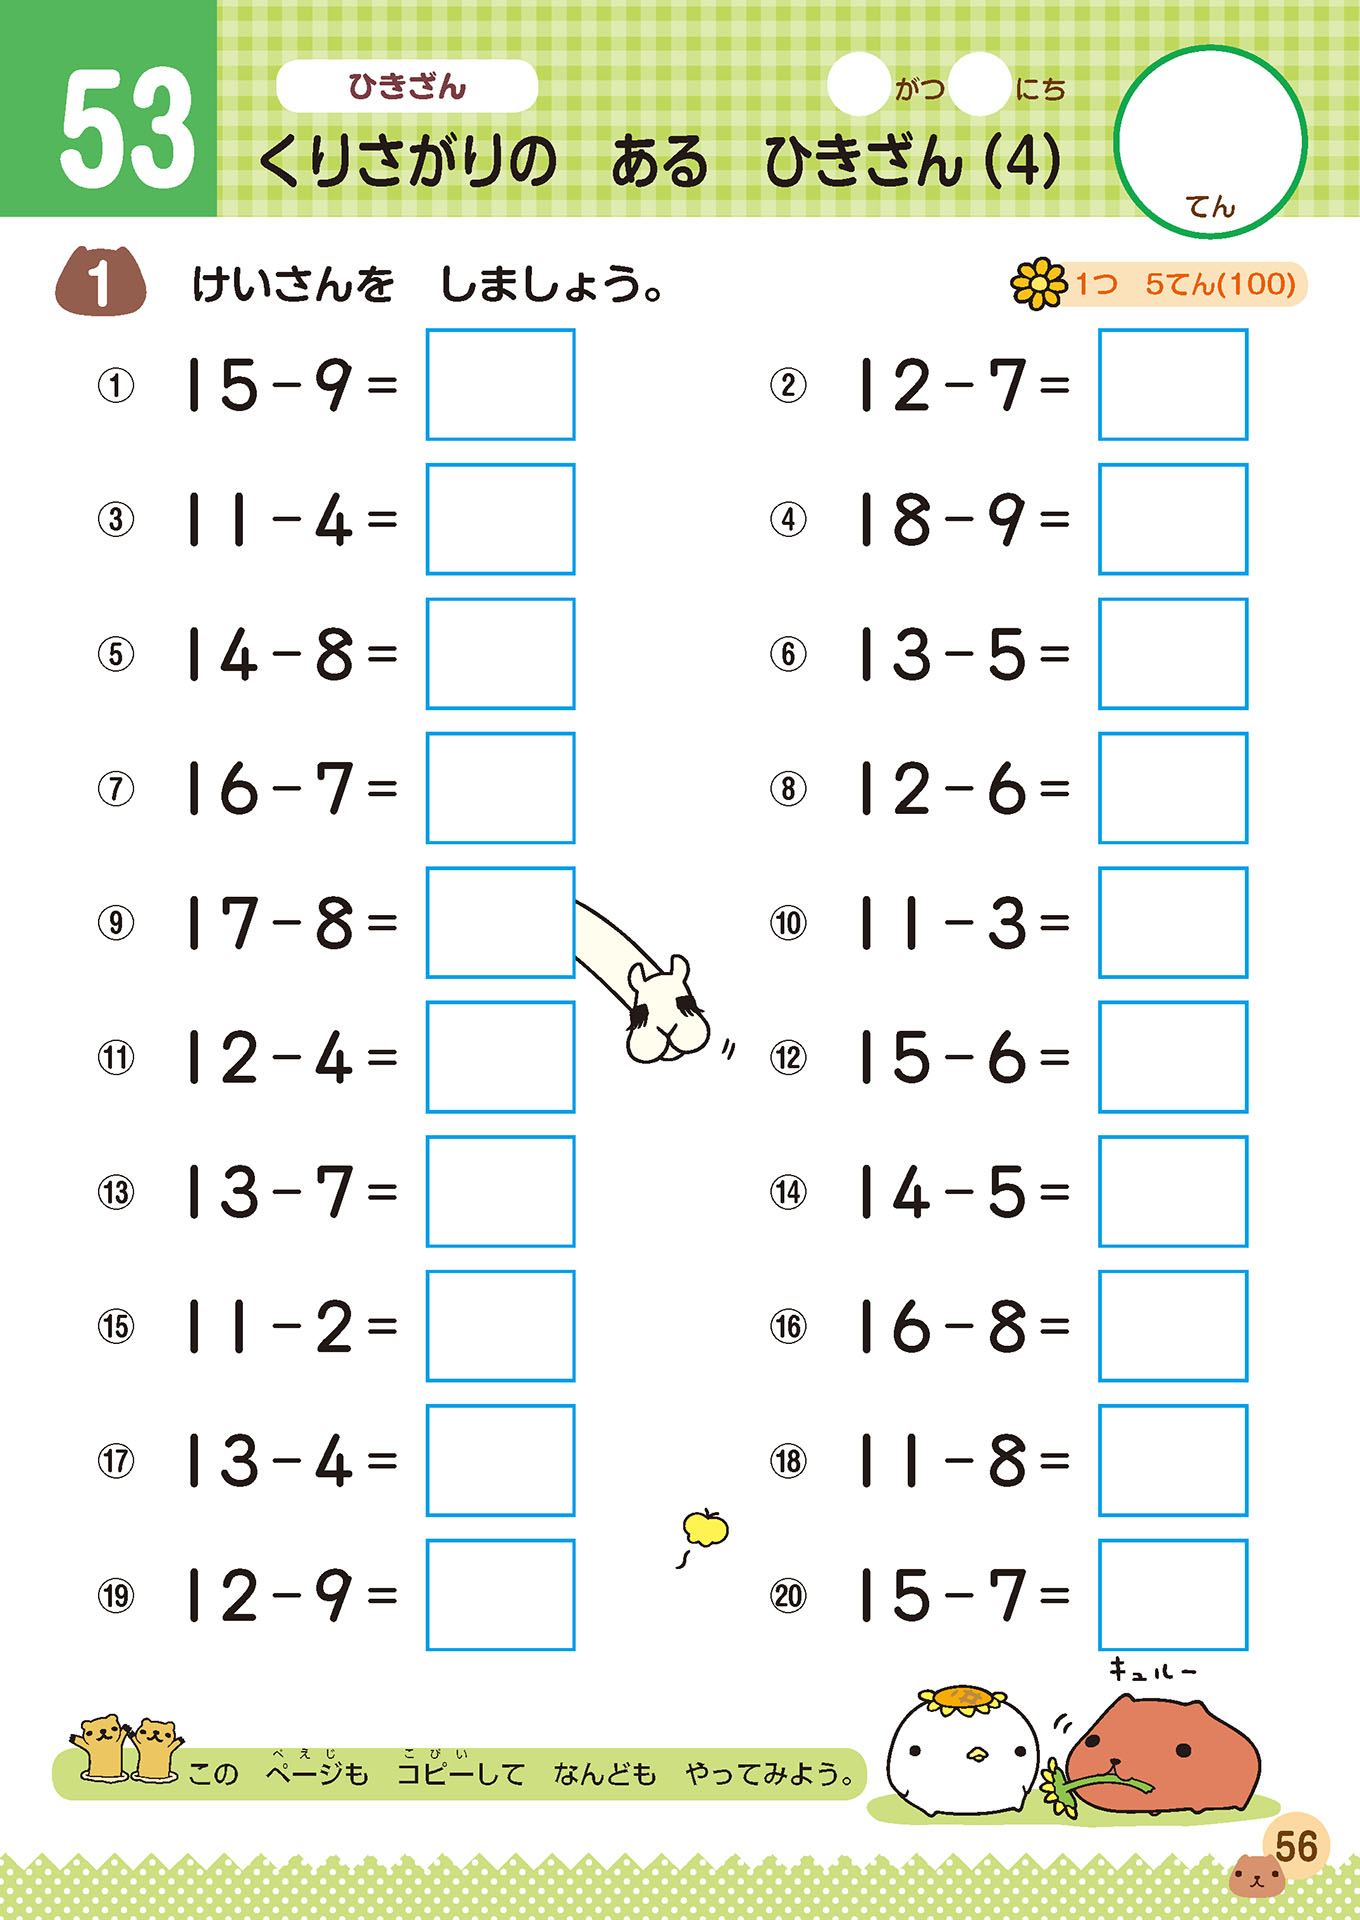 53
ひきざん
がつ にち
くりさがりの ある ひきざん(4)
てん
1 けいさんを しましょう。
1つ 5てん(100)
① 15-9=
② 12-7=
③ 11-4=
④ 18-9=
⑤ 14-8=
⑥ 13-5=
⑦ 16-7=
⑧ 12-6=
⑨ 17-8=
⑩ 11-3=
⑪ 12-4=
⑫ 15-6=
⑬ 13-7=
⑭ 14-5=
⑮ 11-2=
⑯ 16-8=
⑰ 13-4=
⑱ 11-8=
⑲ 12-9=
⑳ 15-7=
キュルー
ぺえじ こぴい
この ページも コピーして なんども やってみよう。
56